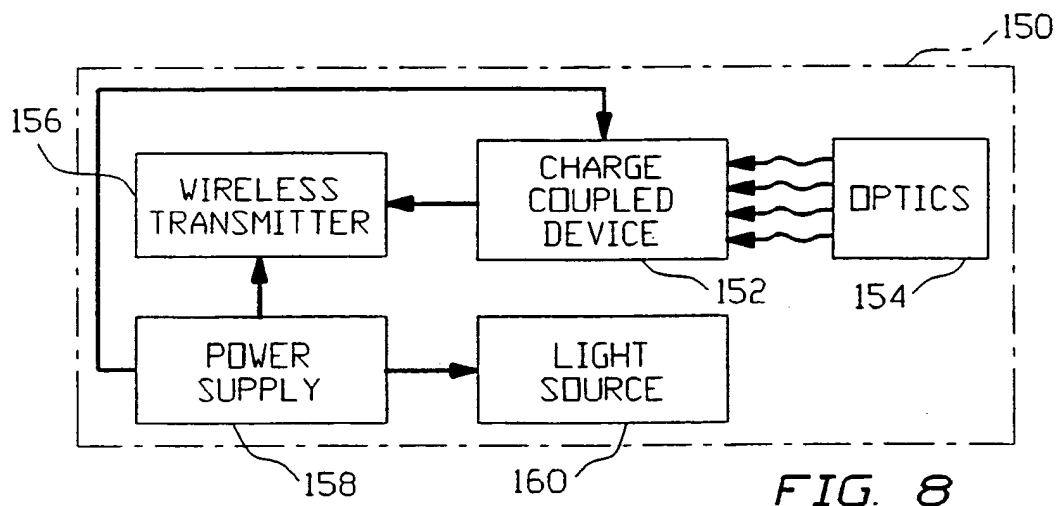 150
156
WIRELESS
TRANSMITTER
CHARGE
COUPLED
DEVICE
OPTICS
152
154
POWER
SUPPLY
LIGHT
SOURCE
158
160
FIG. 8